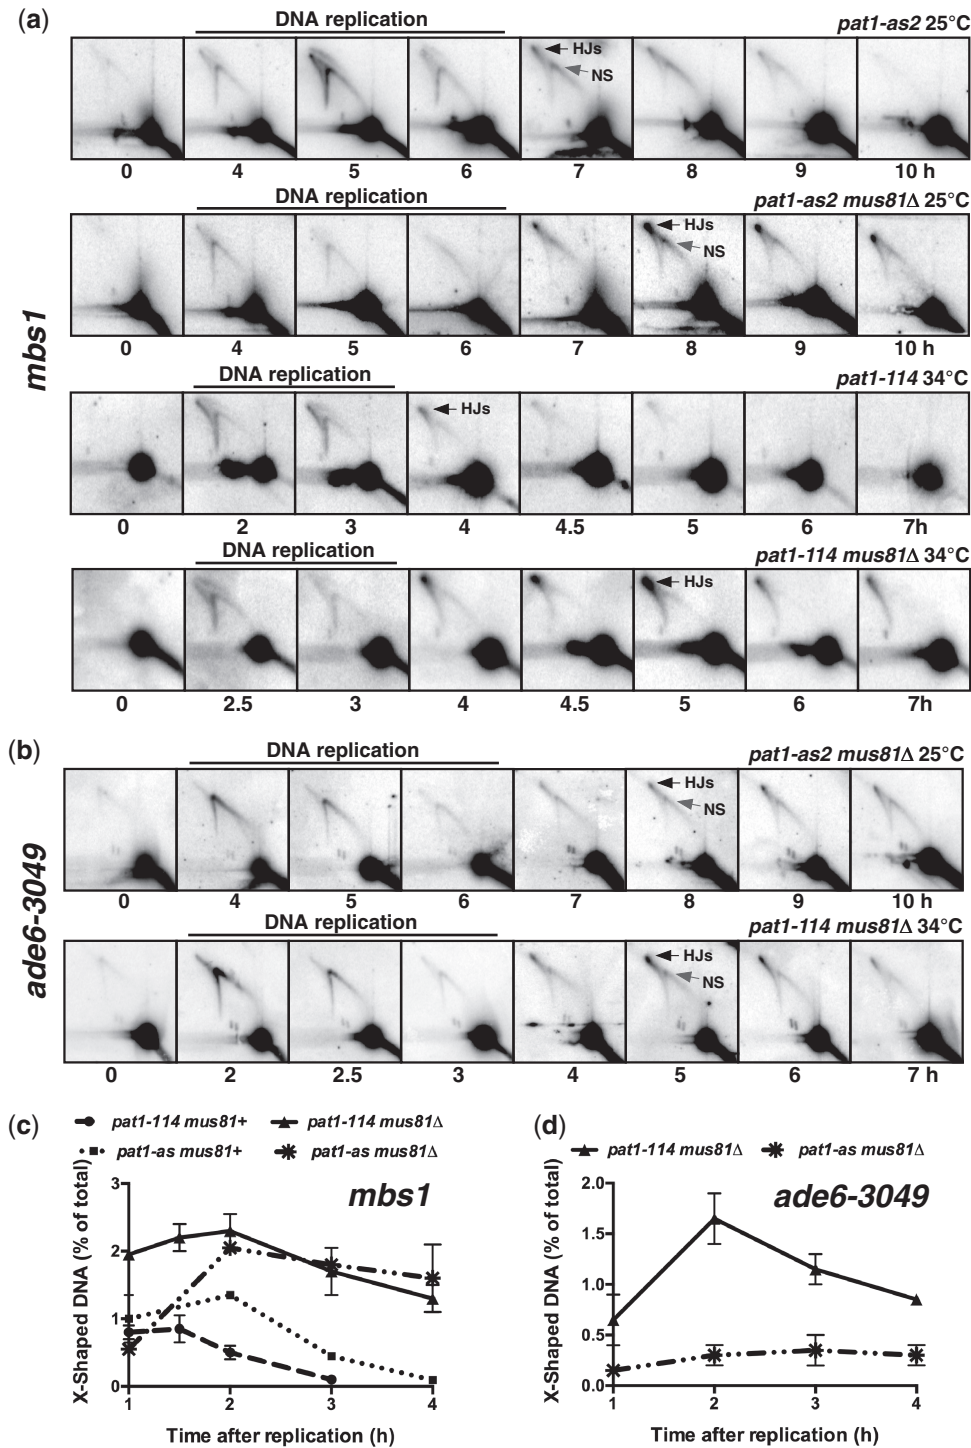 (a)
DNA replication
pat1-as2 25°C
HJs
NS
0 4 5 6 7 8 9 10 h
DNA replication
pat1-as2 mus81Δ 25°C
HJs
NS
0 4 5 6 7 8 9 10 h
mbs1
DNA replication
pat1-114 34°C
HJs
0 2 3 4 4.5 5 6 7h
DNA replication
pat1-114 mus81Δ 34°C
HJs
0 2.5 3 4 4.5 5 6 7h
(b)
DNA replication
pat1-as2 mus81Δ 25°C
HJs
NS
0 4 5 6 7 8 9 10 h
ade6-3049
DNA replication
pat1-114 mus81Δ 34°C
HJs
NS
0 2 2.5 3 4 5 6 7 h
(c)
pat1-114 mus81+ pat1-114 mus81Δ
pat1-as mus81+ pat1-as mus81Δ
mbs1
X-Shaped DNA (% of total)
3
2
1
0
1 2 3 4
Time after replication (h)
(d)
pat1-114 mus81Δ pat1-as mus81Δ
ade6-3049
X-Shaped DNA (% of total)
2.0
1.5
1.0
0.5
0.0
1 2 3 4
Time after replication (h)